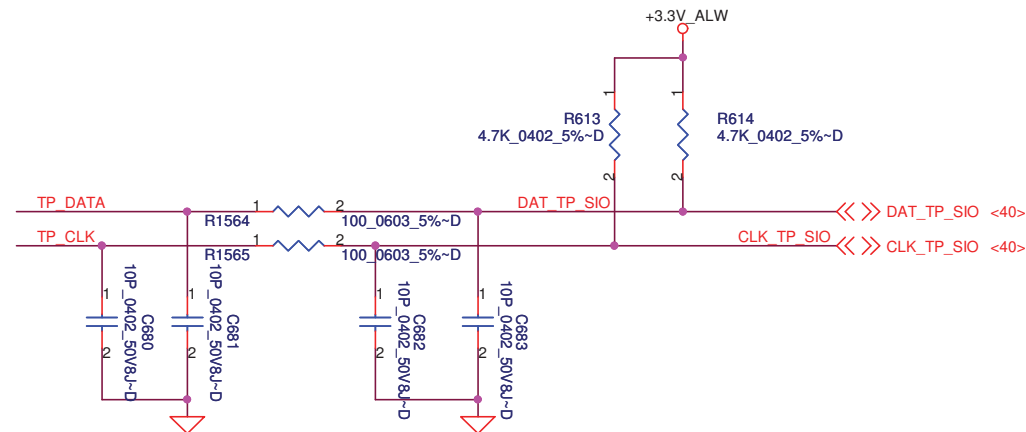 +3.3V_ALW
1
1
R613
4.7K_0402_5%~D
R614
4.7K_0402_5%~D
2
2
TP_DATA
1
2
DAT_TP_SIO
DAT_TP_SIO <40>
R1564
100_0603_5%~D
TP_CLK
1
2
CLK_TP_SIO
CLK_TP_SIO <40>
R1565
100_0603_5%~D
1
2
10P_0402_50V8J~D
C680
1
2
10P_0402_50V8J~D
C681
1
2
10P_0402_50V8J~D
C682
1
2
10P_0402_50V8J~D
C683